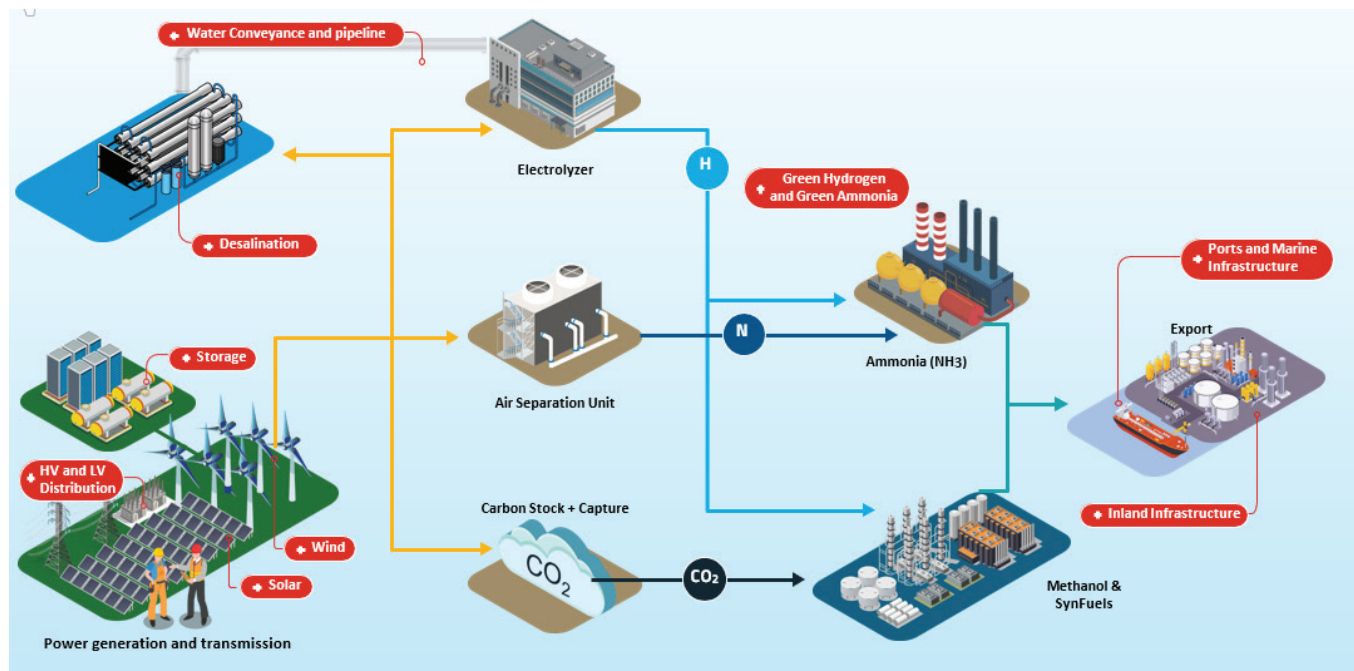 Water Conveyance and pipeline
Electrolyzer
H
Green Hydrogen
and Green Ammonia
Desalination
Ports and Marine
Infrastructure
Export
Storage
N
Ammonia (NH3)
Air Separation Unit
HV and LV
Distribution
Carbon Stock + Capture
Inland Infrastructure
Wind
CO₂
CO₂
Solar
Methanol &
SynFuels
Power generation and transmission